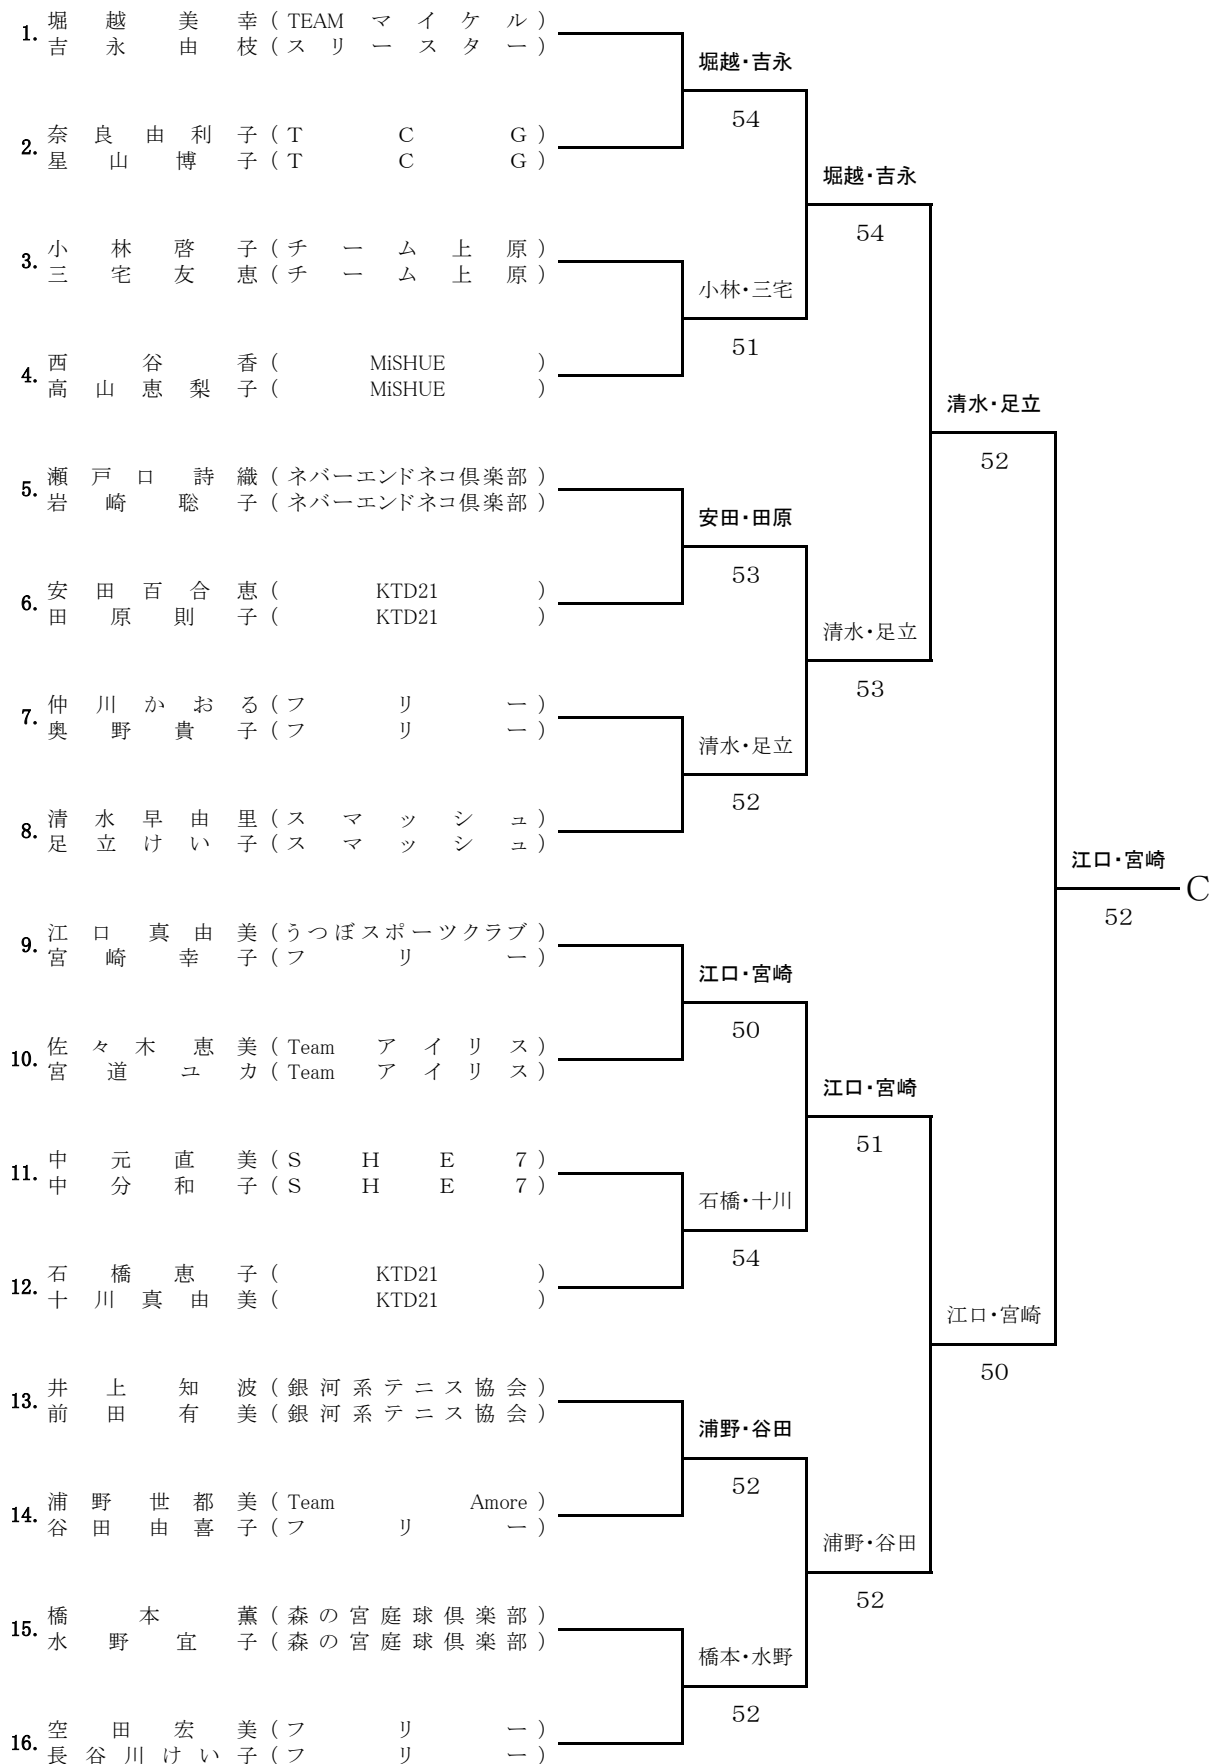 1. 堀越美幸(TEAMマイケル)
吉永由枝(スリースター)
堀越・吉永
54
2. 奈良由利子(TCG)
星山博子(TCG)
堀越・吉永
54
3. 小林啓子(チーム上原)
三宅友恵(チーム上原)
小林・三宅
51
4. 西谷香(MiSHUE)
高山恵梨子(MiSHUE)
清水・足立
52
5. 瀬戸口詩織(ネバーエンドネコ倶楽部)
岩崎聡子(ネバーエンドネコ倶楽部)
安田・田原
53
6. 安田百合恵(KTD21)
田原則子(KTD21)
清水・足立
53
7. 仲川かおる(フリー)
奥野貴子(フリー)
清水・足立
52
8. 清水早由里(スマッシュ)
足立けい子(スマッシュ)
江口・宮崎
C
52
9. 江口真由美(うつぼスポーツクラブ)
宮崎幸子(フリー)
江口・宮崎
50
10. 佐々木恵美(Teamアイリス)
宮道ユカ(Teamアイリス)
江口・宮崎
51
11. 中元直美(SHE7)
中分和子(SHE7)
石橋・十川
54
12. 石橋恵子(KTD21)
十川真由美(KTD21)
江口・宮崎
50
13. 井上知波(銀河系テニス協会)
前田有美(銀河系テニス協会)
浦野・谷田
52
14. 浦野世都美(Team Amore)
谷田由喜子(フリー)
浦野・谷田
52
15. 橋本薫(森の宮庭球倶楽部)
水野宜子(森の宮庭球倶楽部)
橋本・水野
52
16. 空田宏美(フリー)
長谷川けい子(フリー)